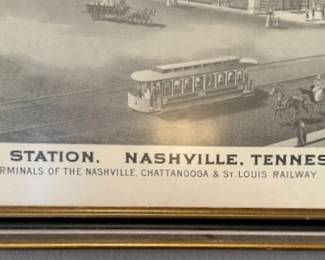 STATION. NASHVILLE, TENNES
RMINALS OF THE NASHVILLE, CHATTANOOGA & ST. LOUIS RAILWAY.